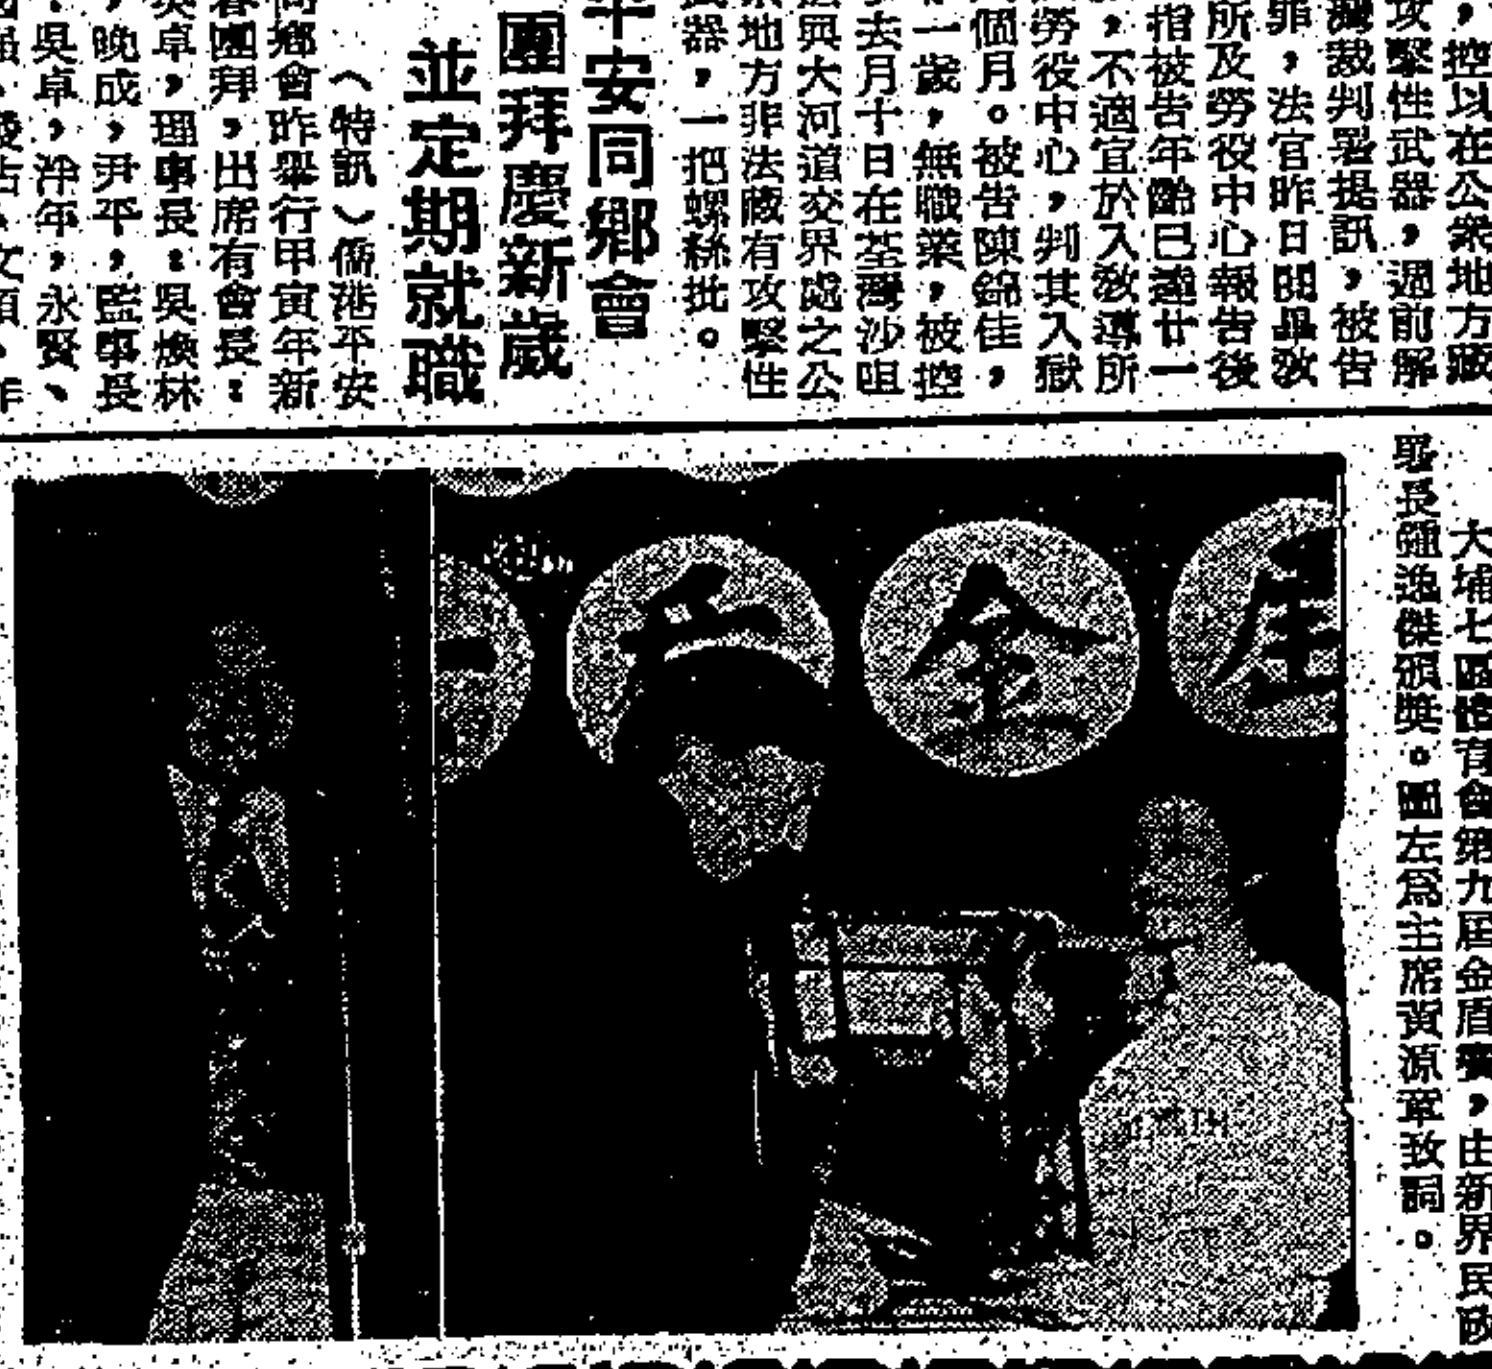 ，控以在公衆地方藏
攻擊性武器，週前解
灣裁判署提訊，被告
罪，法官昨日閱畢教
所及勞役中心報告後
指被告年齡已達廿一
，不適宜於入教導所
勞役中心，判其入獄
個月。被告陳錦佳，
一歲，無職業，被控
去月十日在荃灣沙咀
興大河道交界處之公
地方非法藏有攻擊性
器，一把螺絲批。
平安同鄉會
團拜慶新歲
並定期就職
（特訊）僑港平安
同鄉會昨舉行甲寅年新
春團拜，出席有會長：
吳卓，理事長：吳煥林
，晚成，尹平，監事長
：吳卓，淨年，永賢、
大埔七區體育會第九屆金盾賽，由新界民政
署長鍾逸傑頒獎。圖左為主席黃源章致詞。
星
金
乒